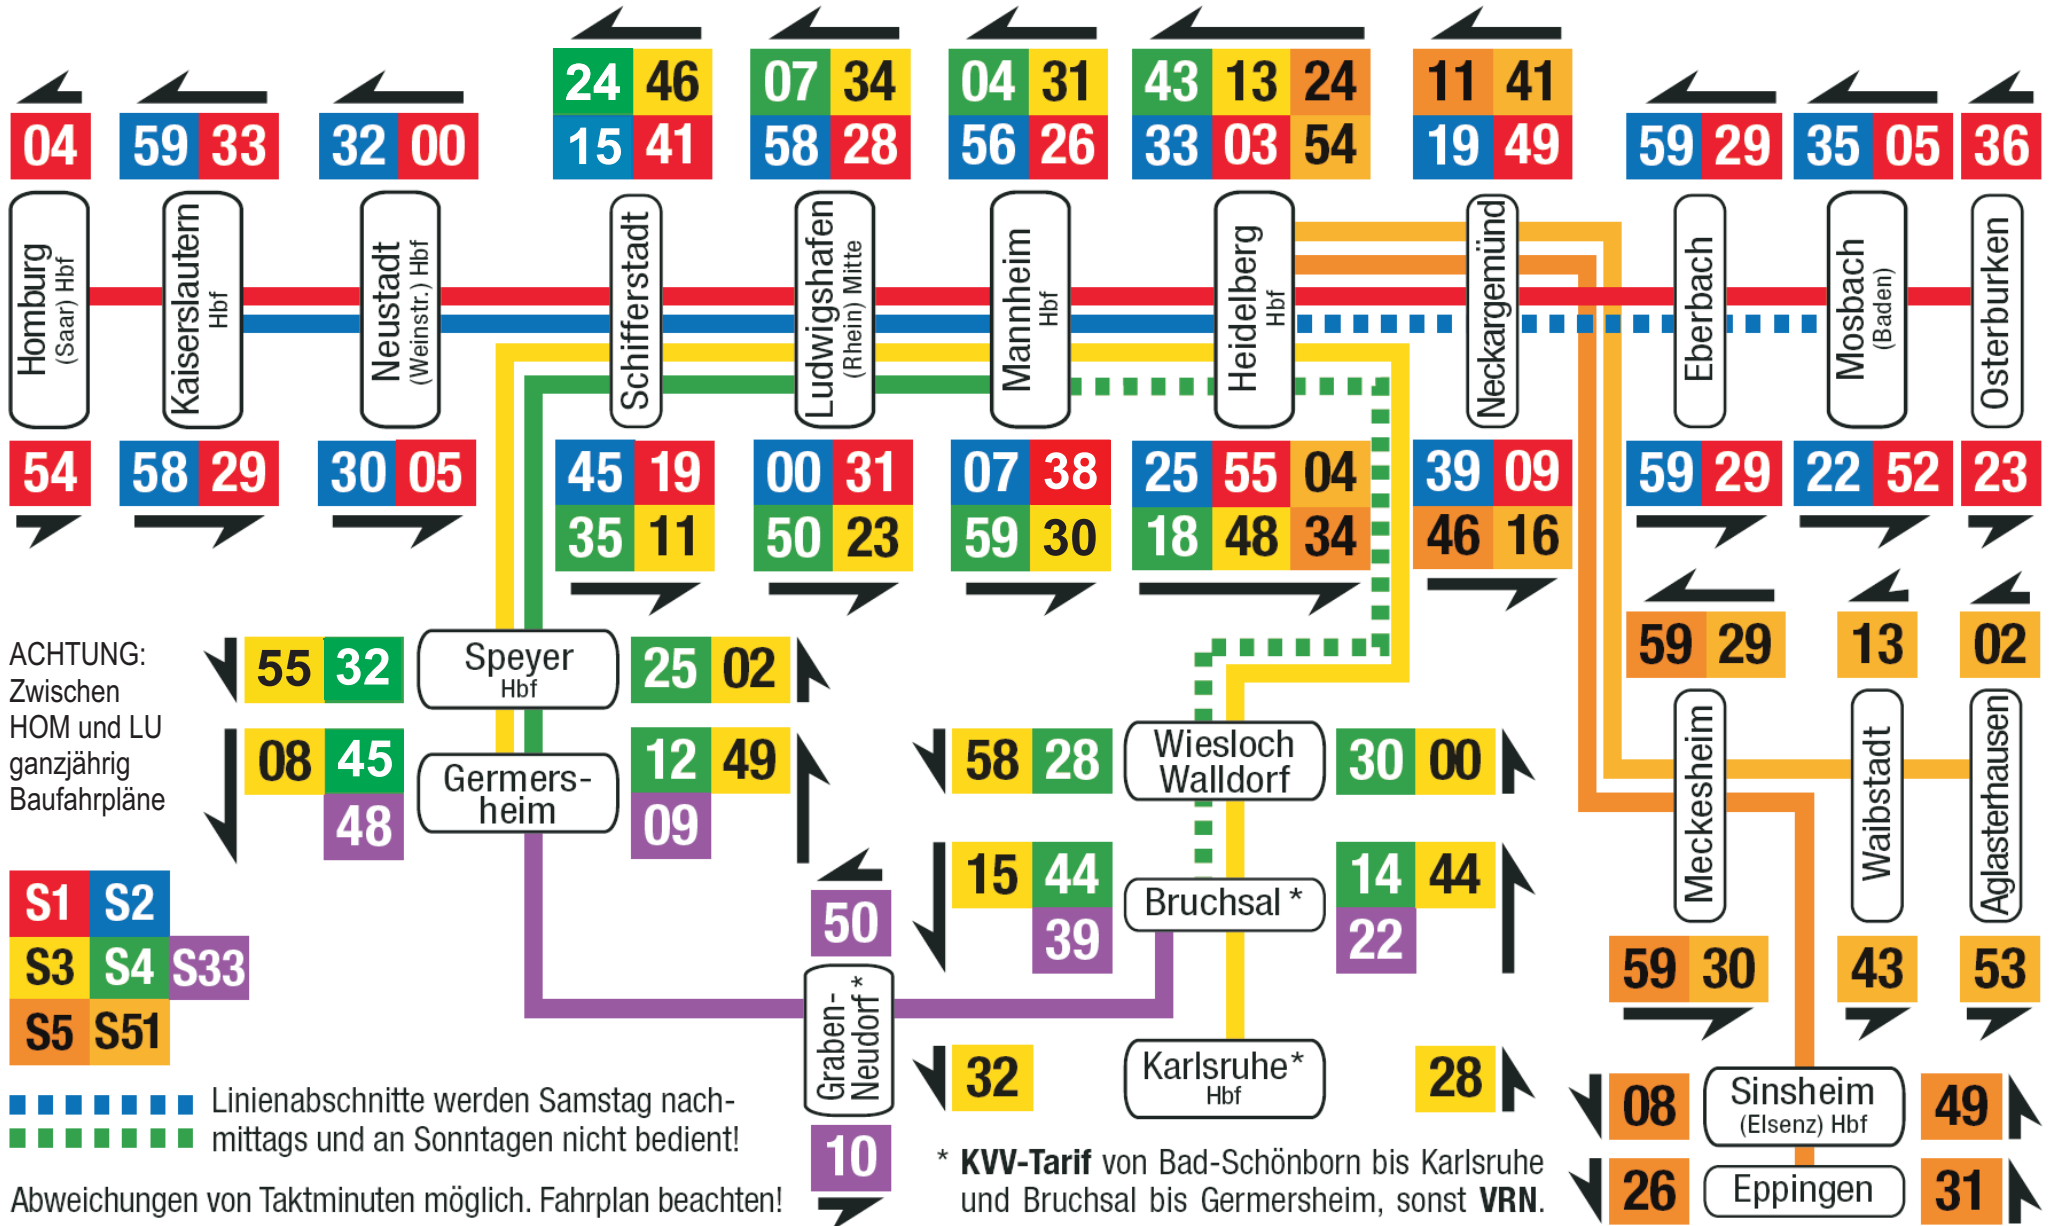 24 46 07 34 04 31 43 13 24 11 41
04 59 33 32 00 15 41 58 28 56 26 33 03 54 19 49 59 29 35 05 36
Homburg
(Saar) Hbf
Kaiserslautern
Hbf
Neustadt
(Weinstr.) Hbf
Schifferstadt
Ludwigshafen
(Rhein) Mitte
Mannheim
Hbf
Heidelberg
Hbf
Neckargemünd
Eberbach
Mosbach
(Baden)
Osterburken
54 58 29 30 05 45 19 00 31 07 38 25 55 04 39 09 59 29 22 52 23
35 11 50 23 59 30 18 48 34 46 16
ACHTUNG:
Zwischen
HOM und LU
ganzjährig
Baufahrpläne
55 32
Speyer
Hbf
25 02
08 45
48
Germers-
heim
12 49
09
58 28
Wiesloch
Walldorf
30 00
15 44
39
Bruchsal *
14 44
22
59 29 13 02
Meckesheim
Waibstadt
Aglasterhausen
59 30 43 53
S1 S2
S3 S4 S33
S5 S51
50
Graben-
Neudorf *
10
32
Karlsruhe*
Hbf
28
08
Sinsheim
(Elsenz) Hbf
49
26
Eppingen
31
Linienabschnitte werden Samstag nach-
mittags und an Sonntagen nicht bedient!
Abweichungen von Taktminuten möglich. Fahrplan beachten!
* KVV-Tarif von Bad-Schönborn bis Karlsruhe
und Bruchsal bis Germersheim, sonst VRN.